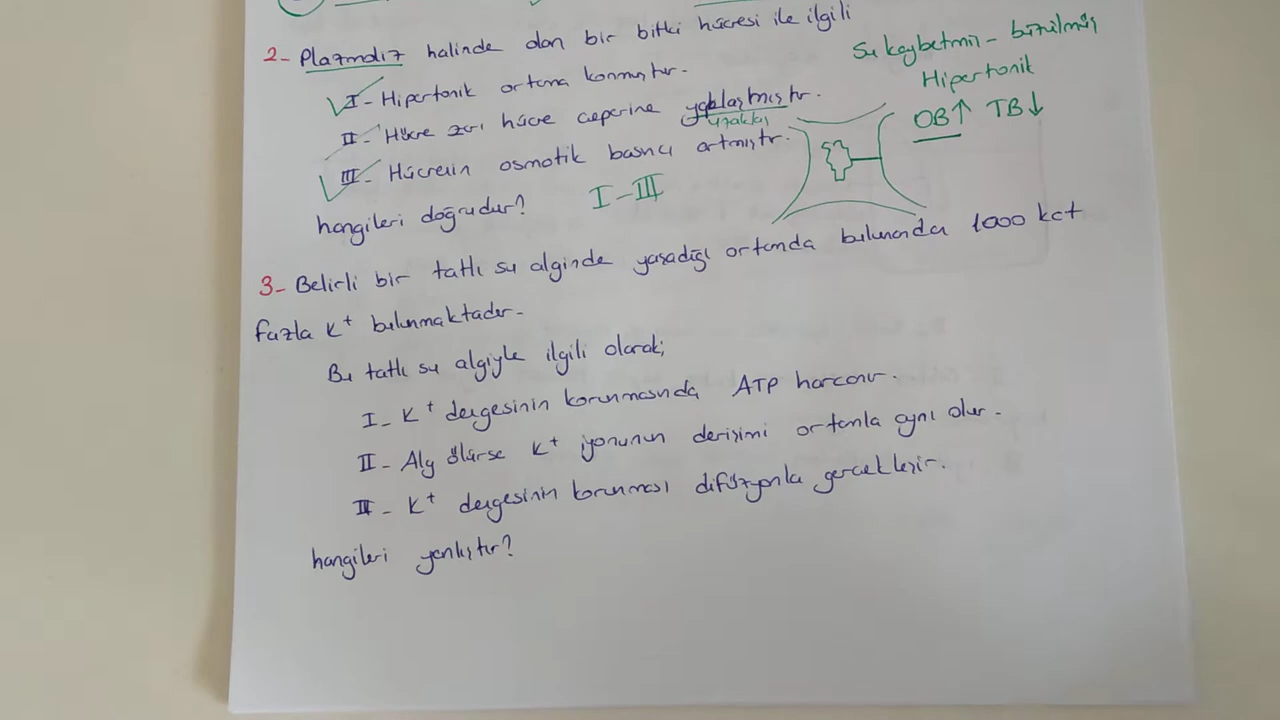 2- Plazmoliz halinde olan bir bitki hücresi ile ilgili
I- Hipertonik ortama konmuştur.
II- Hücre zarı hücre çeperine yaklaşmıştır.
uzaklaş
III- Hücrenin osmotik basıncı artmıştır.
hangileri doğrudur?
I-III
Su kaybetmiş - büzülmüş
Hipertonik
OB↑ TB↓
3- Belirli bir tatlı su alginde yaşadığı ortamda bulunanda 1000 kat
fazla K+ bulunmaktadır.
Bu tatlı su algiyle ilgili olarak;
I- K+ dengesinin korunmasında ATP harcanır.
II- Alg ölürse K+ iyonunun derişimi ortamla aynı olur.
III- K+ dengesinin korunması difüzyonla gerçekleşir.
hangileri yanlıştır?